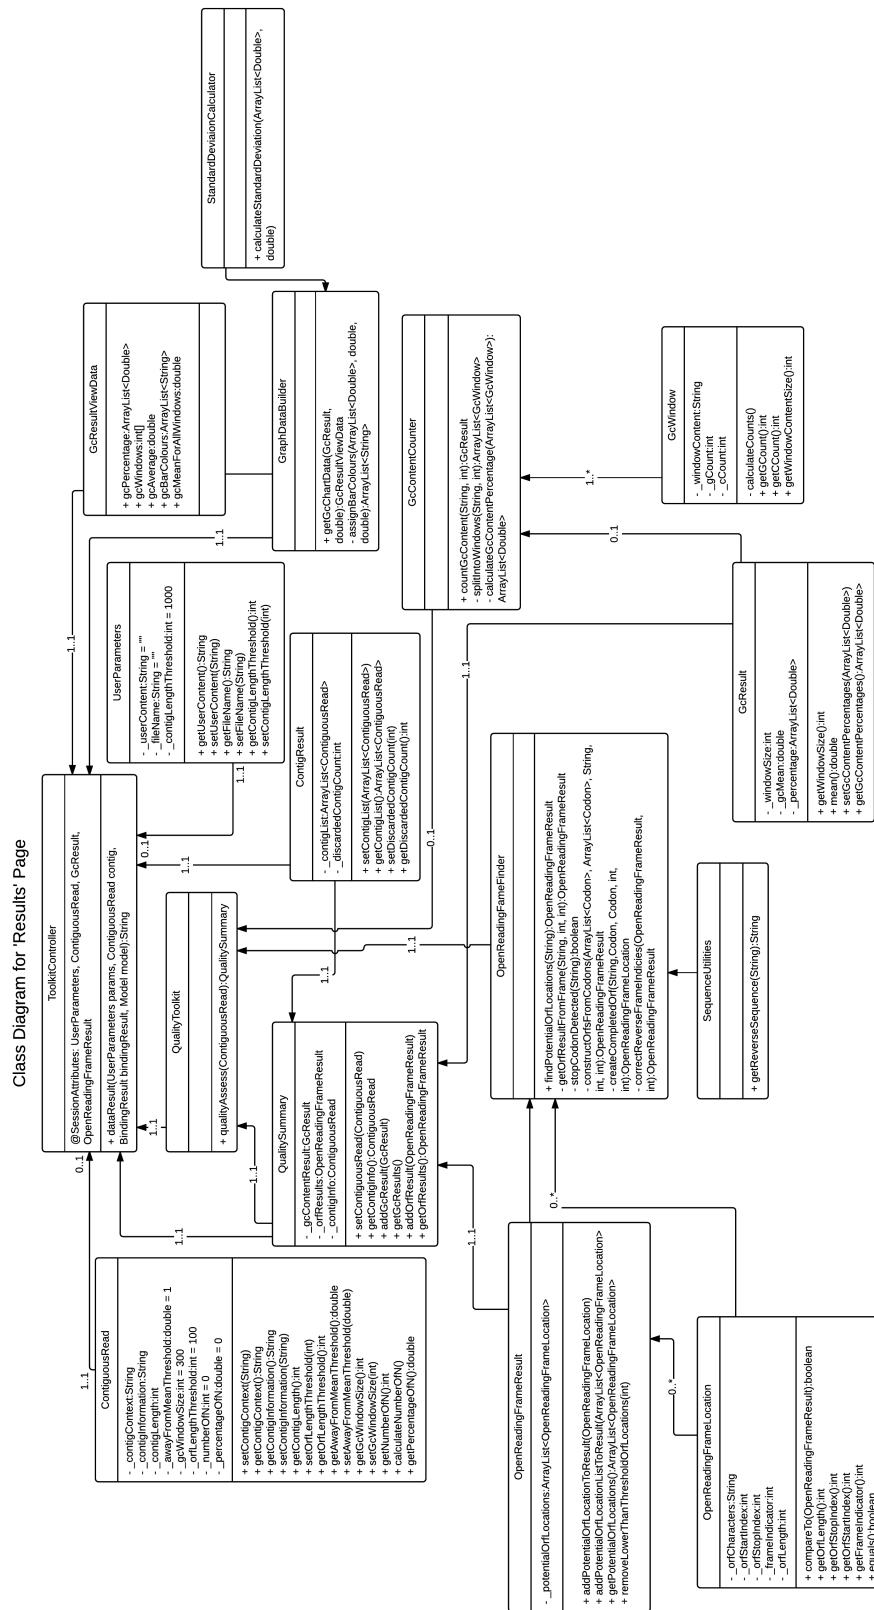 Class Diagram for 'Results' Page
ToolkitController
@SessionAttributes: UserParameters, ContiguousRead, GcResult,
OpenReadingFrameResult
+ dataResult(UserParameters params, ContiguousRead contig,
BindingResult bindingResult, Model model):String
GcResultViewData
+ gcPercentage:ArrayList<Double>
+ gcWindows:int[]
+ gcAverage:double
+ gcBarColours:ArrayList<String>
+ gcMeanForAllWindows:double
StandardDeviaionCalculator
+ calculateStandardDeviation(ArrayList<Double>,
double)
UserParameters
- _userContent:String = ""
- _fileName:String = ""
- _contigLengthThreshold:int = 1000
+ getUserContent():String
+ setUserContent(String)
+ getFileName():String
+ setFileName(String)
+ getContigLengthThreshold():int
+ setContigLengthThreshold(int)
GraphDataBuilder
+ getGcChartData(GcResult,
double):GcResultViewData
- assignBarColours(ArrayList<Double>, double,
double):ArrayList<String>
ContiguousRead
- _contigContext:String
- _contigInformation:String
- _contigLength:int
- _awayFromMeanThreshold:double = 1
- _gcWindowSize:int = 300
- _orfLengthThreshold:int = 100
- _numberOfN:int = 0
- _percentageOfN:double = 0
+ setContigContext(String)
+ getContigContext():String
+ getContigInformation():String
+ setContigInformation(String)
+ getContigLength():int
+ setOrfLengthThreshold(int)
+ getOrfLengthThreshold():int
+ getAwayFromMeanThreshold():double
+ setAwayFromMeanThreshold(double)
+ getGcWindowSize():int
+ setGcWindowSize(int)
+ getNumberOfN():int
+ calculateNumberOfN()
+ getPercentageOfN():double
QualityToolkit
+ qualityAssess(ContiguousRead):QualitySummary
QualitySummary
- _gcContentResult:GcResult
- _orfResults:OpenReadingFrameResult
- _contigInfo:ContiguousRead
+ setContiguousRead(ContiguousRead)
+ getContigInfo():ContiguousRead
+ addGcResult(GcResult)
+ getGcResults()
+ addOrfResult(OpenReadingFrameResult)
+ getOrfResults():OpenReadingFrameResult
ContigResult
- _contigList:ArrayList<ContiguousRead>
- _discardedContigCount:int
+ setContigList(ArrayList<ContiguousRead>)
+ getContigList():ArrayList<ContiguousRead>
+ setDiscardedContigCount(int)
+ getDiscardedContigCount():int
GcContentCounter
+ countGcContent(String, int):GcResult
- splitIntoWindows(String, int):ArrayList<GcWindow>
- calculateGcContentPercentage(ArrayList<GcWindow>):
ArrayList<Double>
OpenReadingFameFinder
+ findPotentialOrfLocations(String):OpenReadingFrameResult
- getOrfResultFromFrame(String, int, int):OpenReadingFrameResult
- stopCodonDetected(String):boolean
- constructOrfsFromCodons(ArrayList<Codon>, ArrayList<Codon>, String,
int, int):OpenReadingFrameResult
- createCompletedOrf(String,Codon, Codon, int,
int):OpenReadingFrameLocation
- correctReverseFrameIndicies(OpenReadingFrameResult,
int):OpenReadingFrameResult
GcWindow
- _windowContent:String
- _gCount:int
- _cCount:int
- calculateCounts()
+ getGCount():int
+ getCCount():int
+ getWindowContentSize():int
OpenReadingFrameResult
- _potentialOrfLocations:ArrayList<OpenReadingFrameLocation>
+ addPotentialOrfLocationToResult(OpenReadingFrameLocation)
+ addPotentialOrfLocationListToResult(ArrayList<OpenReadingFrameLocation>
+ getPotentialOrfLocations():ArrayList<OpenReadingFrameLocation>
+ removeLowerThanThresholdOrfLocations(int)
SequenceUtilities
+ getReverseSequence(String):String
GcResult
- _windowSize:int
- _gcMean:double
- _percentage:ArrayList<Double>
+ getWindowSize():int
+ mean():double
+ setGcContentPercentages(ArrayList<Double>)
+ getGcContentPercentages():ArrayList<Double>
OpenReadingFrameLocation
- _orfCharacters:String
- _orfStartIndex:int
- _orfStopIndex:int
- _frameIndicator:int
- _orfLength:int
+ compareTo(OpenReadingFrameResult):boolean
+ getOrfLength():int
+ getOrfStopIndex():int
+ getOrfStartIndex():int
+ getFrameIndicator():int
+ equals():boolean
1..1
1..1
1..1
0..1
1..1
0..1
1..1
1..1
1..1
1..1
1..1
0..1
1..1
1..1
1..1
1..*
0..1
0..*
0..*